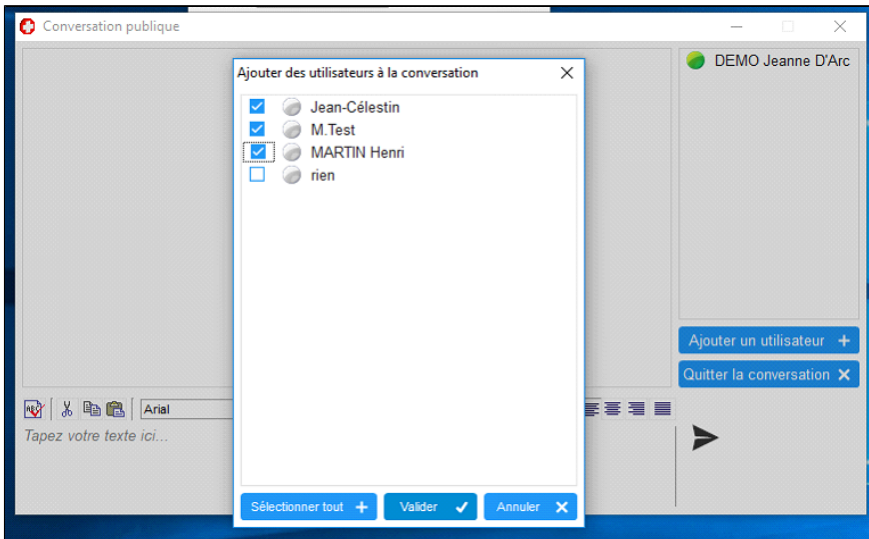 Conversation publique
DEMO Jeanne D'Arc
Ajouter des utilisateurs à la conversation
Jean-Célestin
M.Test
MARTIN Henri
rien
Ajouter un utilisateur
Quitter la conversation
Arial
Tapez votre texte ici...
Sélectionner tout
Valider
Annuler